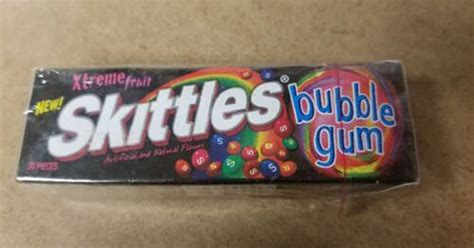 Xtreme fruit
NEW!
Skittles®
bubble
gum
Artificial and Natural Flavors